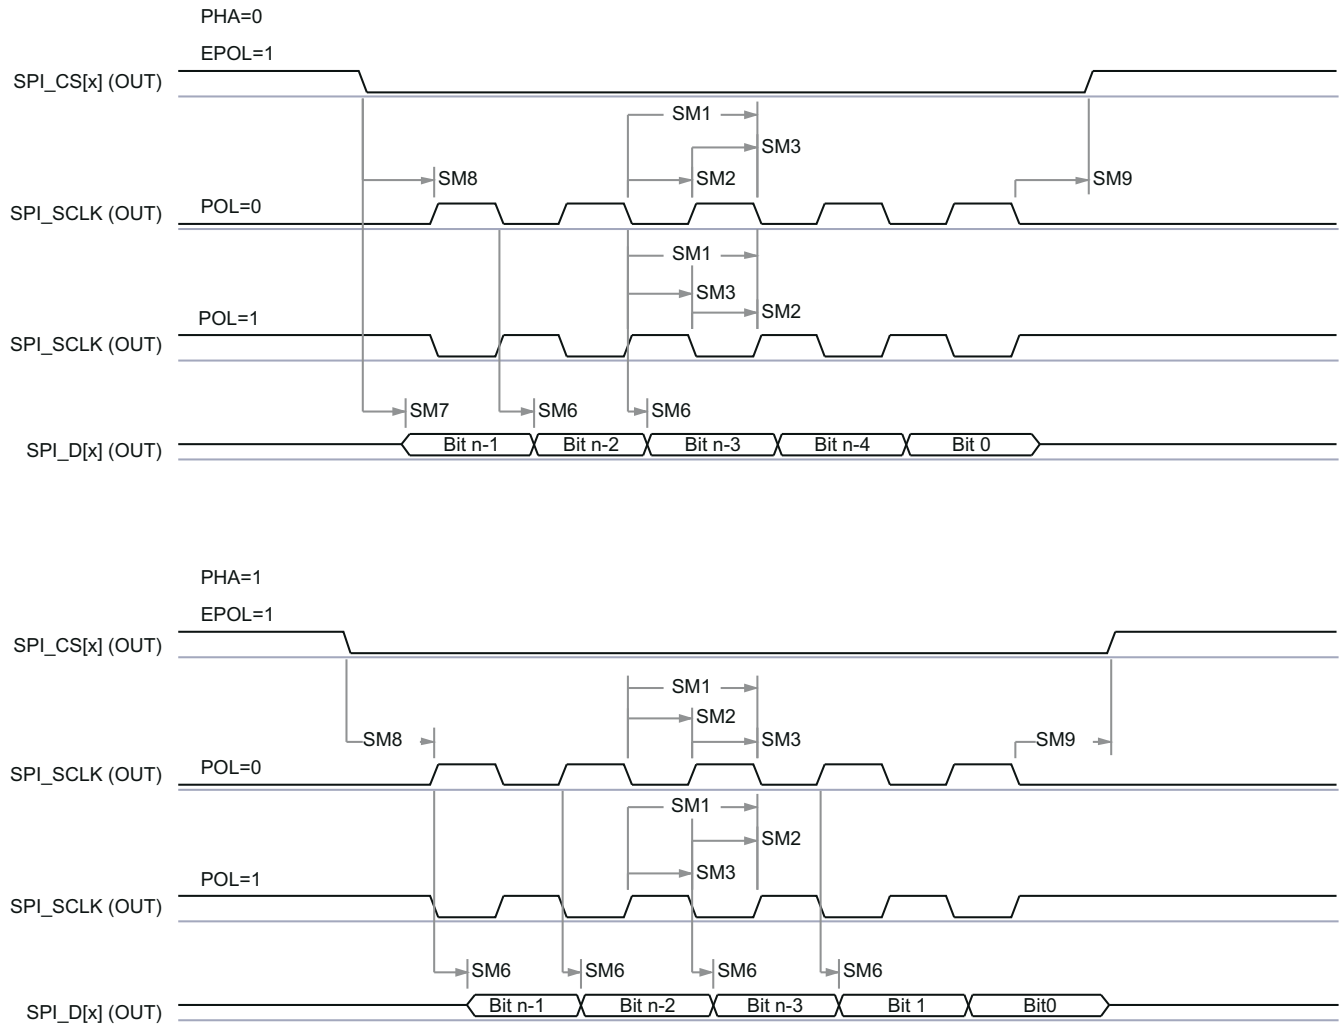 PHA=0
EPOL=1
SPI_CS[x] (OUT)
SM1
SM3
SM8
SM2
SM9
SPI_SCLK (OUT)
POL=0
SM1
SM3
SM2
POL=1
SPI_SCLK (OUT)
SM7
SM6
SM6
SPI_D[x] (OUT)
Bit n-1
Bit n-2
Bit n-3
Bit n-4
Bit 0
PHA=1
EPOL=1
SPI_CS[x] (OUT)
SM1
SM2
SM8
SM3
SM9
SPI_SCLK (OUT)
POL=0
SM1
SM2
SM3
POL=1
SPI_SCLK (OUT)
SM6
SM6
SM6
SM6
SPI_D[x] (OUT)
Bit n-1
Bit n-2
Bit n-3
Bit 1
Bit0